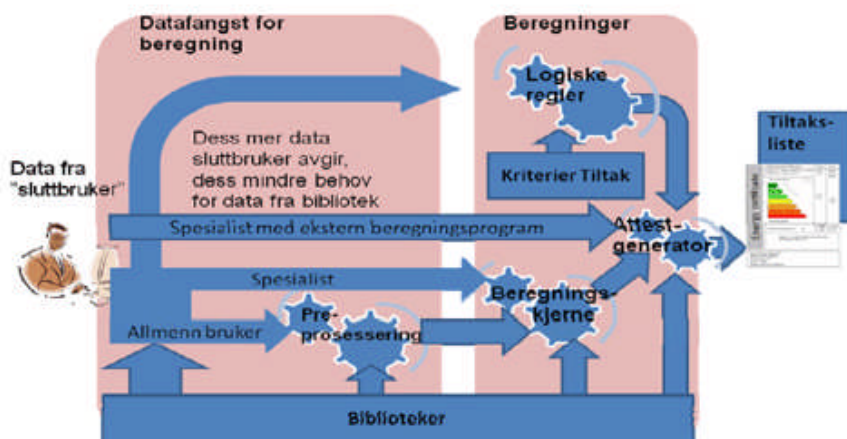 Datafangst for
beregning
Beregninger
Logiske
regler
Tiltaks-
liste
Dess mer data
sluttbruker avgir,
dess mindre behov
for data fra bibliotek
Data fra
"sluttbruker"
Kriterier Tiltak
Spesialist med ekstern beregningsprogram
Attest-
generator
Spesialist
Beregnings-
kjerne
Allmenn bruker
Pre-
prosessering
Biblioteker